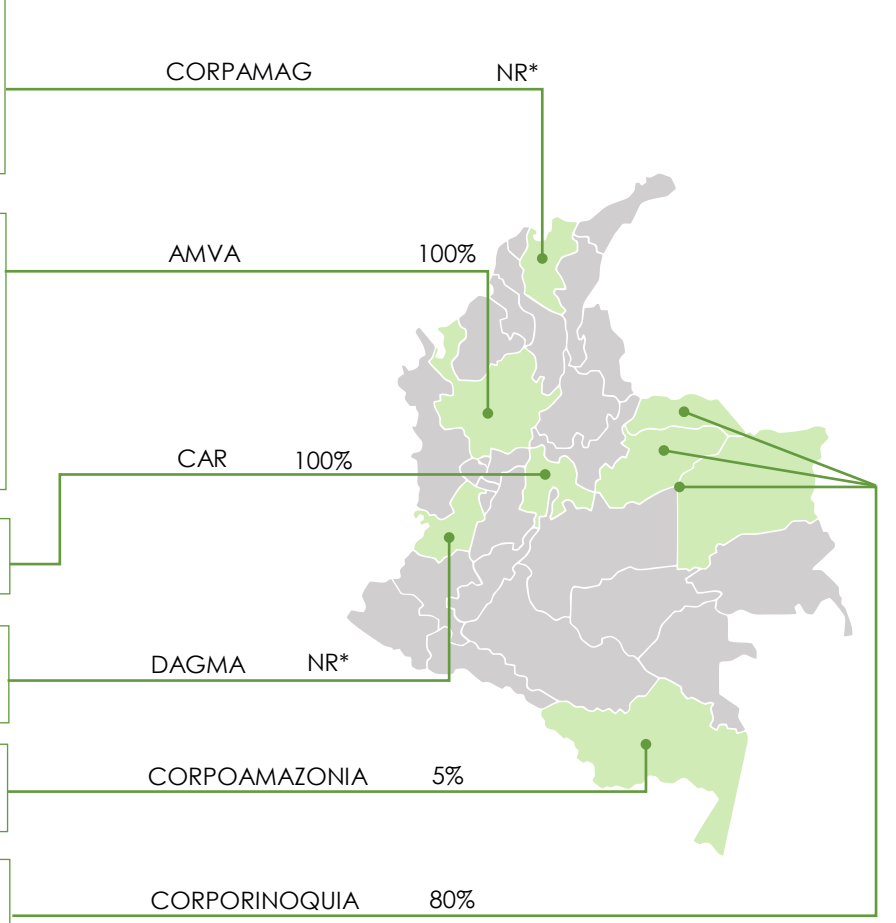 CORPAMAG NR*
AMVA 100%
CAR 100%
DAGMA NR*
CORPOAMAZONIA 5%
CORPORINOQUIA 80%